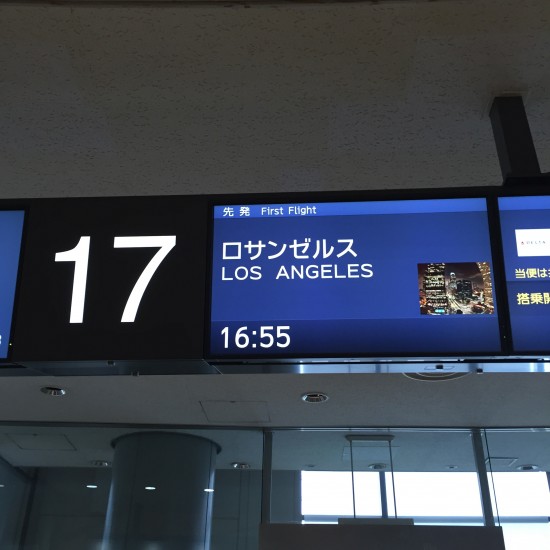 17
先発 First Flight
ロサンゼルス
LOS ANGELES
16:55
DELTA
当便は
搭乗開